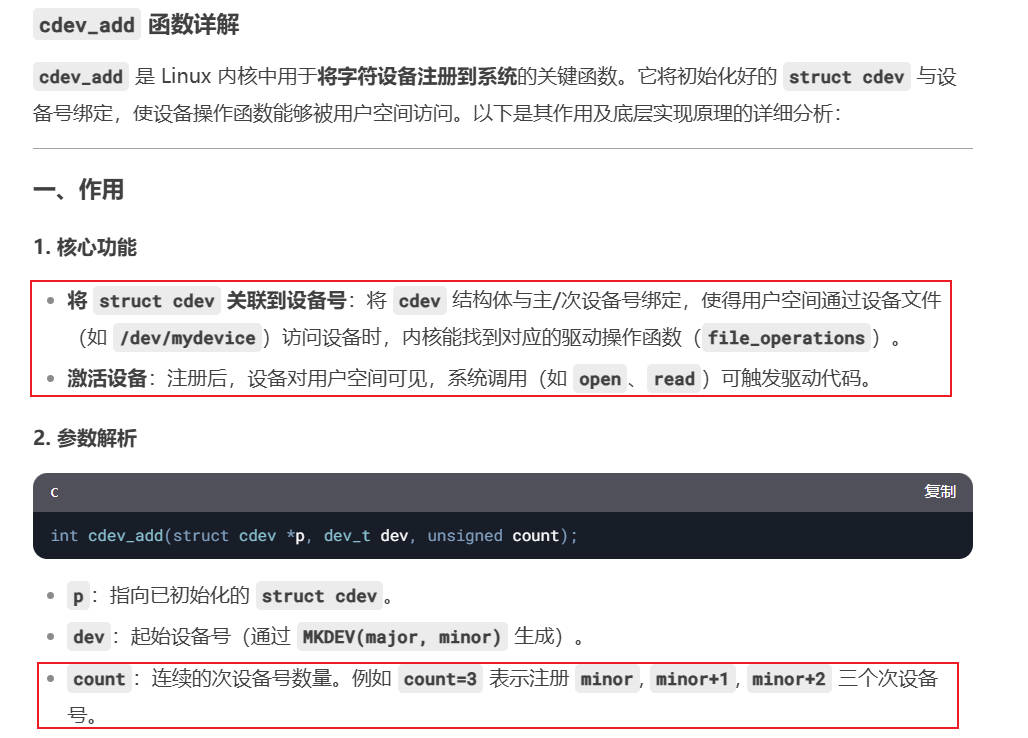 cdev_add 函数详解
cdev_add 是 Linux 内核中用于将字符设备注册到系统的关键函数。它将初始化好的 struct cdev 与设
备号绑定，使设备操作函数能够被用户空间访问。以下是其作用及底层实现原理的详细分析：
一、作用
1. 核心功能
• 将 struct cdev 关联到设备号：将 cdev 结构体与主/次设备号绑定，使得用户空间通过设备文件
（如 /dev/mydevice ）访问设备时，内核能找到对应的驱动操作函数（ file_operations ）。
• 激活设备：注册后，设备对用户空间可见，系统调用（如 open 、 read ）可触发驱动代码。
2. 参数解析
c 复制
int cdev_add(struct cdev *p, dev_t dev, unsigned count);
• p ：指向已初始化的 struct cdev 。
• dev ：起始设备号（通过 MKDEV(major, minor) 生成）。
• count ：连续的次设备号数量。例如 count=3 表示注册 minor , minor+1 , minor+2 三个次设备
号。